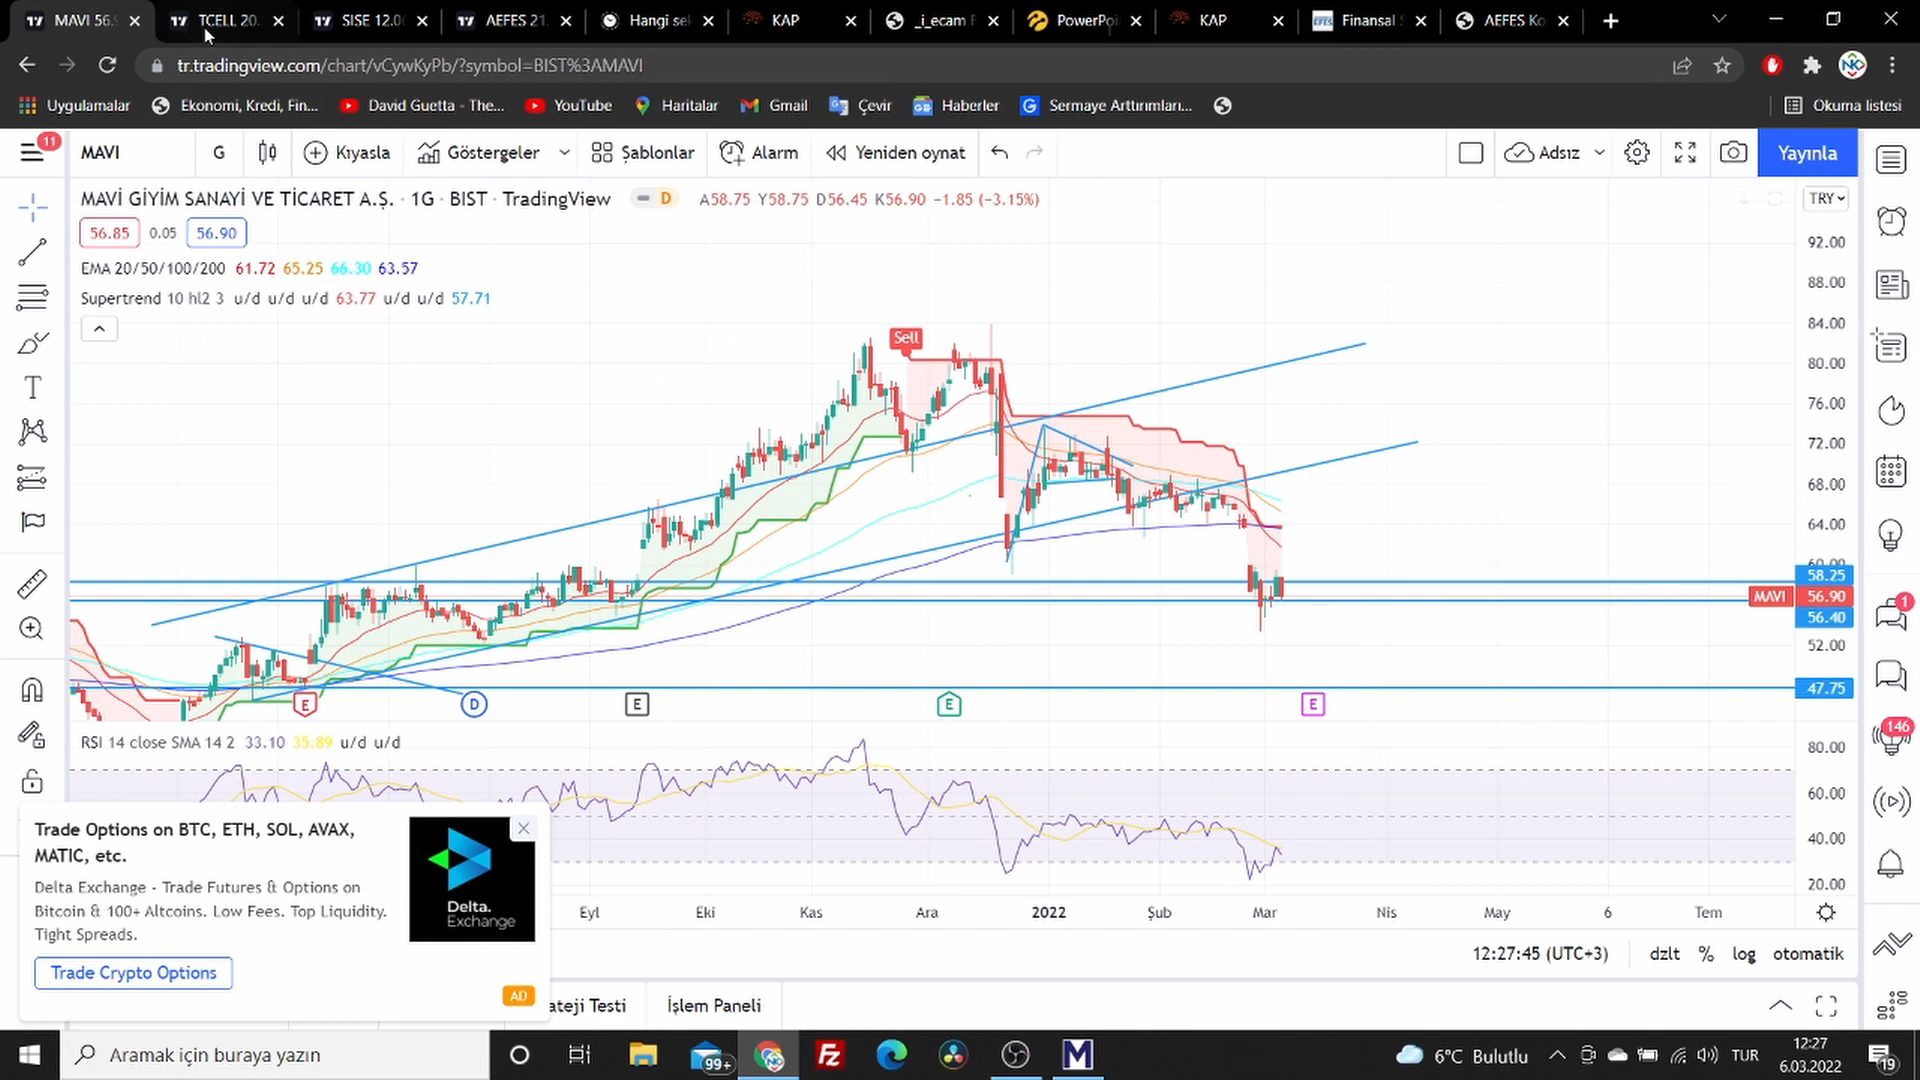 MAVI 56.9
TCELL 20.
SISE 12.0
AEFES 21
Hangi se
KAP
_i_ecam F
PowerPoi
KAP
Finansal
AEFES Ko
tr.tradingview.com/chart/vCywKyPb/?symbol=BIST%3AMAVI
Uygulamalar
Ekonomi, Kredi, Fin...
David Guetta - The...
YouTube
Haritalar
Gmail
Çevir
Haberler
Sermaye Arttırımları...
Okuma listesi
11
MAVI
G
Kıyasla
Göstergeler
Şablonlar
Alarm
Yeniden oynat
Adsız
Yayınla
MAVİ GİYİM SANAYİ VE TİCARET A.Ş. · 1G · BIST · TradingView
D
A58.75 Y58.75 D56.45 K56.90 −1.85 (−3.15%)
TRY
56.85
0.05
56.90
EMA 20/50/100/200 61.72 65.25 66.30 63.57
Supertrend 10 hl2 3 u/d u/d u/d 63.77 u/d u/d 57.71
Sell
92.00
88.00
84.00
80.00
76.00
72.00
68.00
64.00
60.00
58.25
MAVI 56.90
56.40
52.00
47.75
E
D
E
E
E
1
146
RSI 14 close SMA 14 2 33.10 35.89 u/d u/d
80.00
60.00
40.00
20.00
Trade Options on BTC, ETH, SOL, AVAX,
MATIC, etc.
Delta Exchange - Trade Futures & Options on
Bitcoin & 100+ Altcoins. Low Fees. Top Liquidity.
Tight Spreads.
Trade Crypto Options
Delta.
Exchange
AD
Eyl
Eki
Kas
Ara
2022
Şub
Mar
Nis
May
6
Tem
12:27:45 (UTC+3)
dzlt
%
log
otomatik
ateji Testi
İşlem Paneli
Aramak için buraya yazın
99+
6°C Bulutlu
TUR
12:27
6.03.2022
19